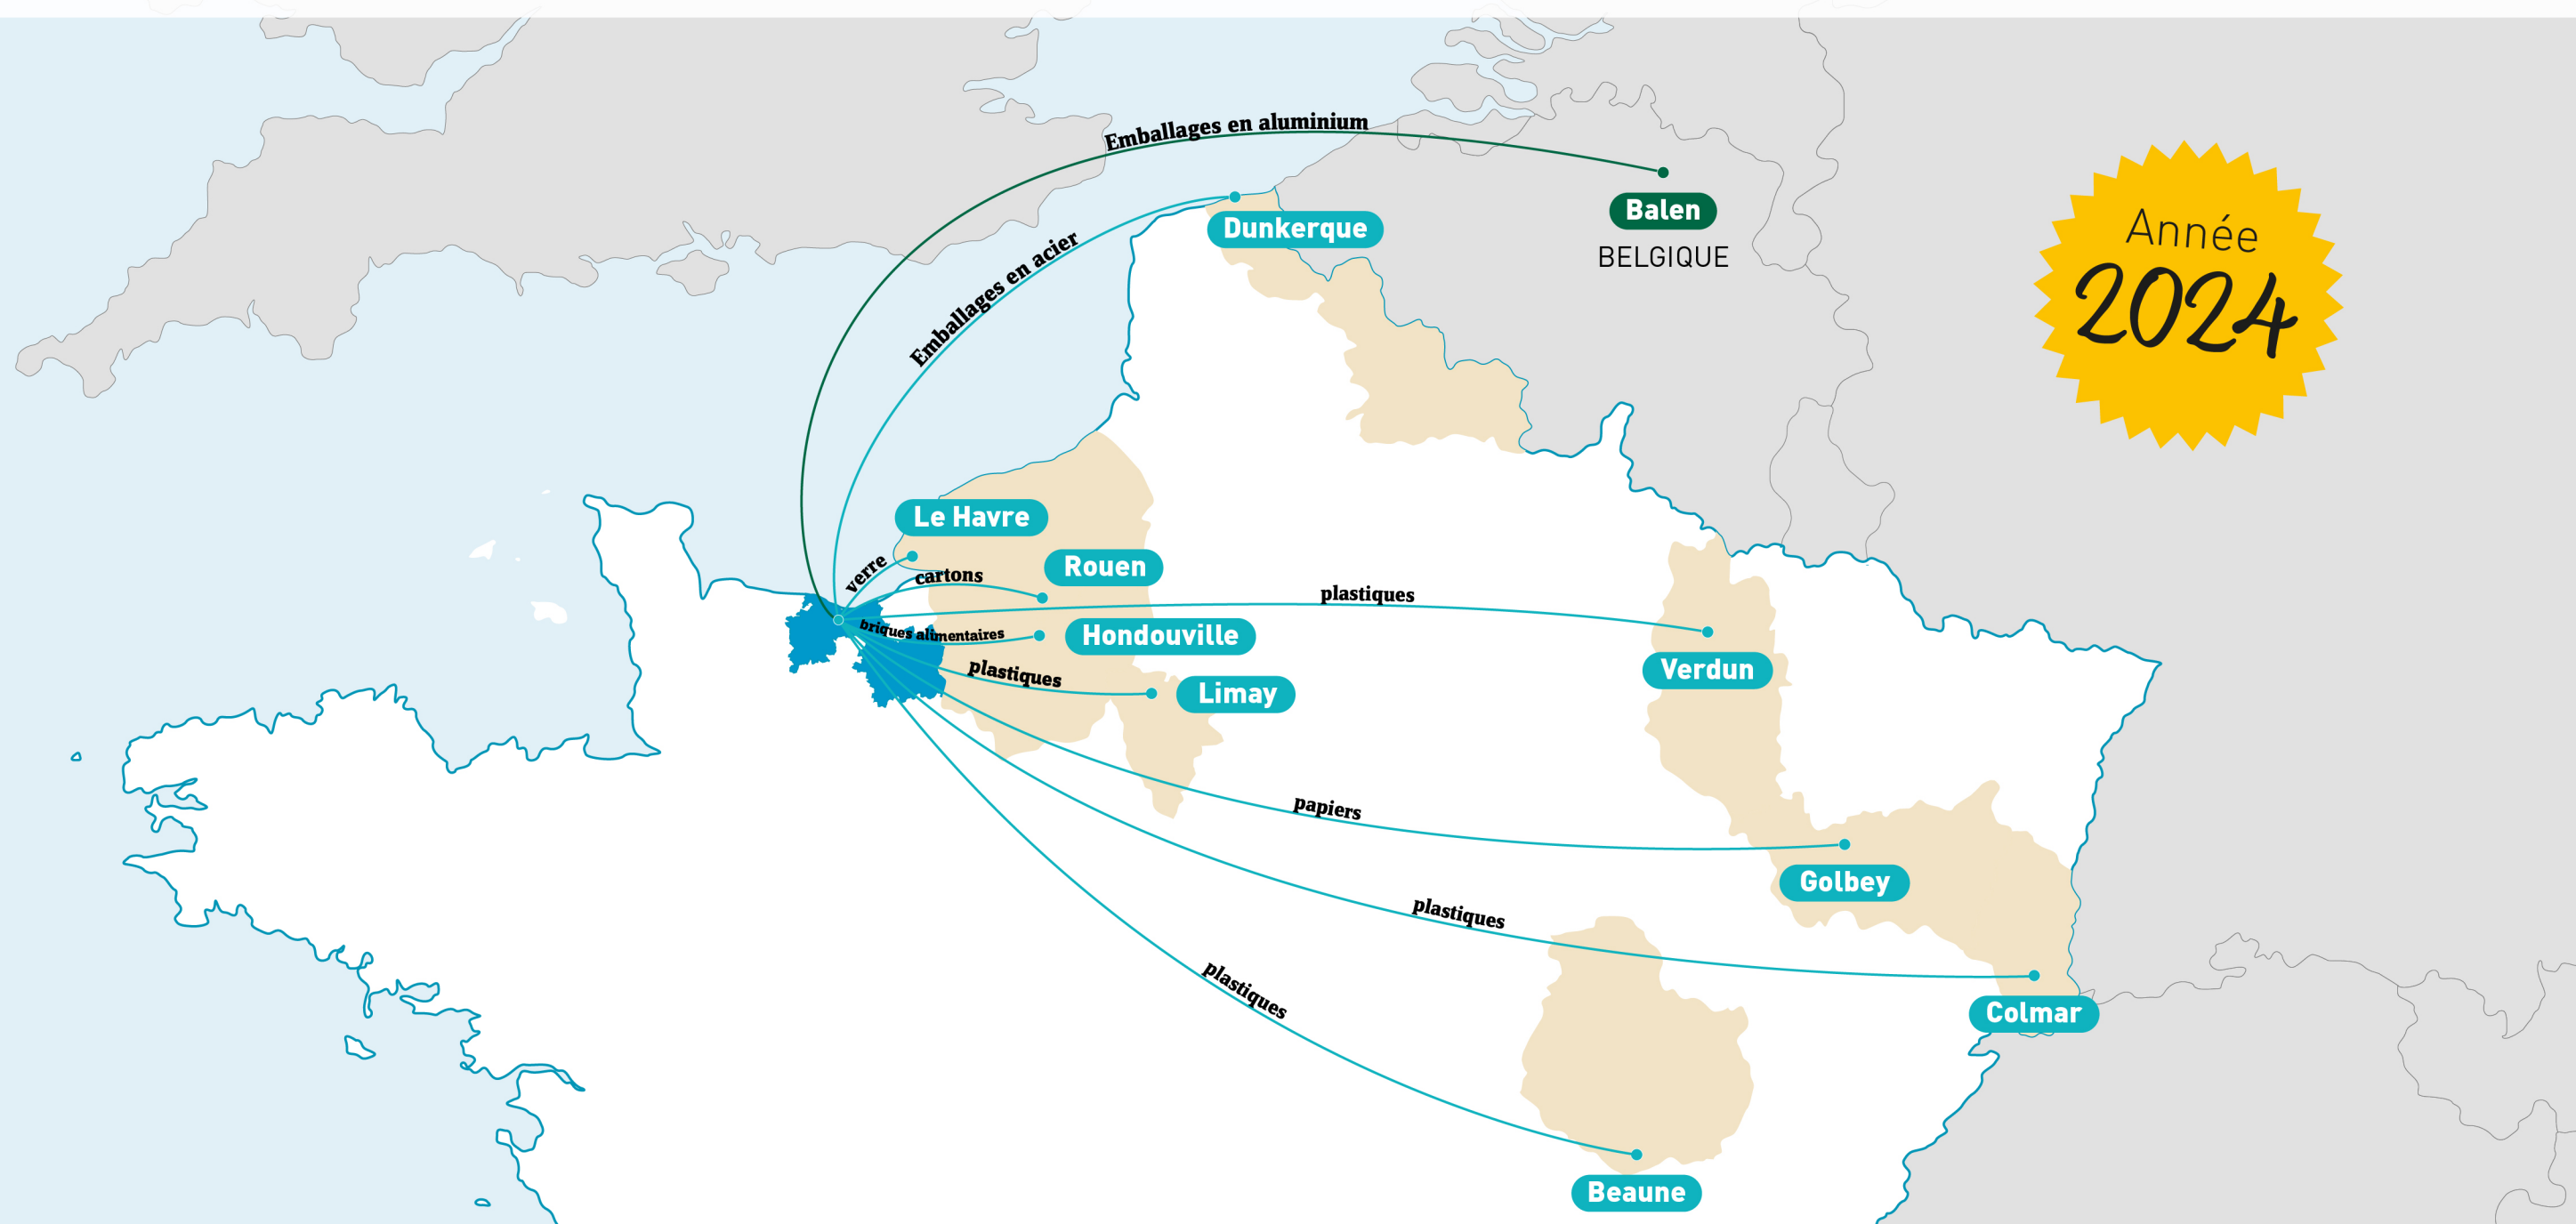 Emballages en aluminium
Balen
BELGIQUE
Année
2024
Dunkerque
Emballages en acier
Le Havre
verre
cartons
Rouen
plastiques
briques alimentaires
Hondouville
Verdun
plastiques
Limay
papiers
Golbey
plastiques
Colmar
plastiques
Beaune